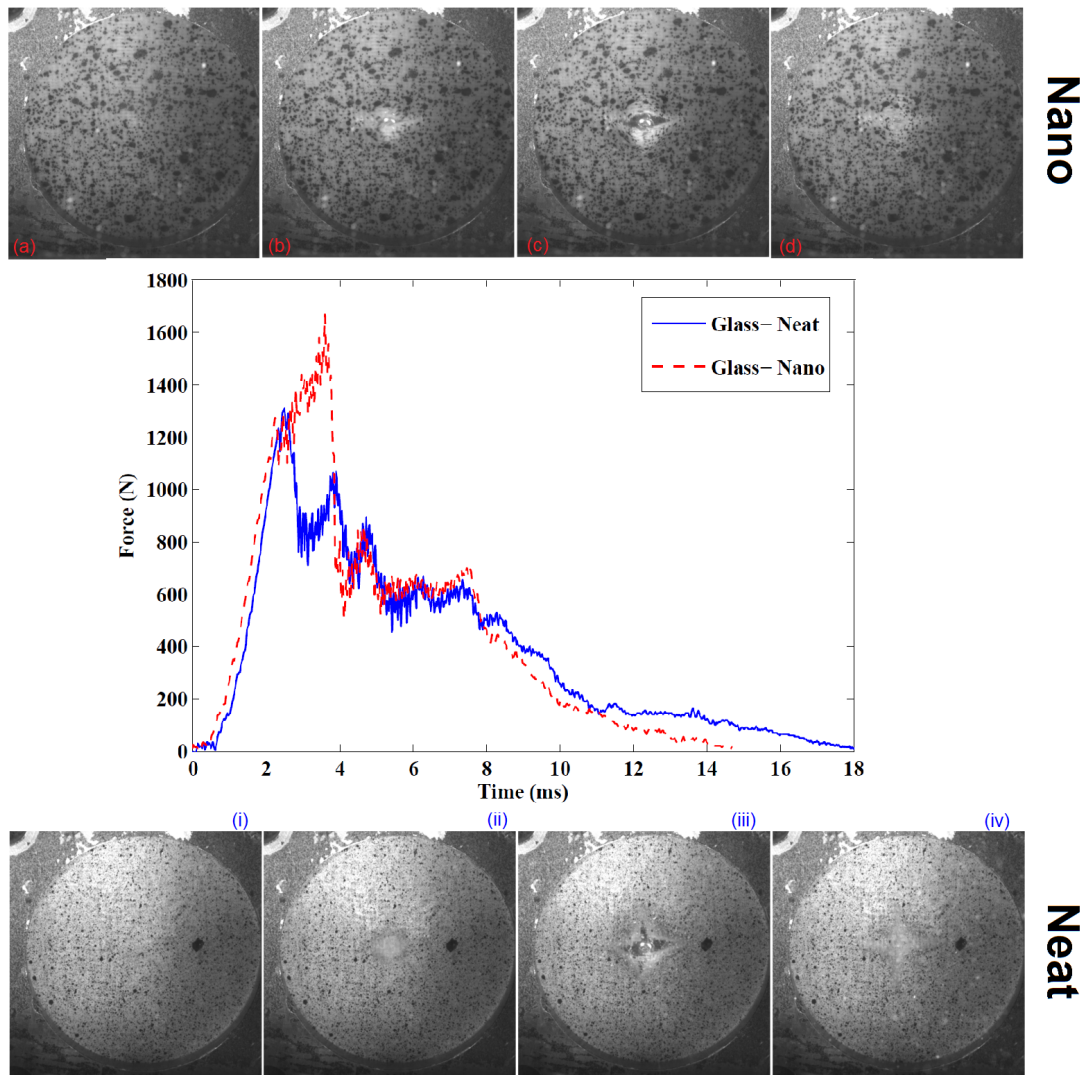 Nano
(a) (b) (c) (d)
1800
1600
1400
1200
1000
800
600
400
200
0
Force (N)
Glass− Neat
Glass− Nano
0 2 4 6 8 10 12 14 16 18
Time (ms)
(i) (ii) (iii) (iv)
Neat